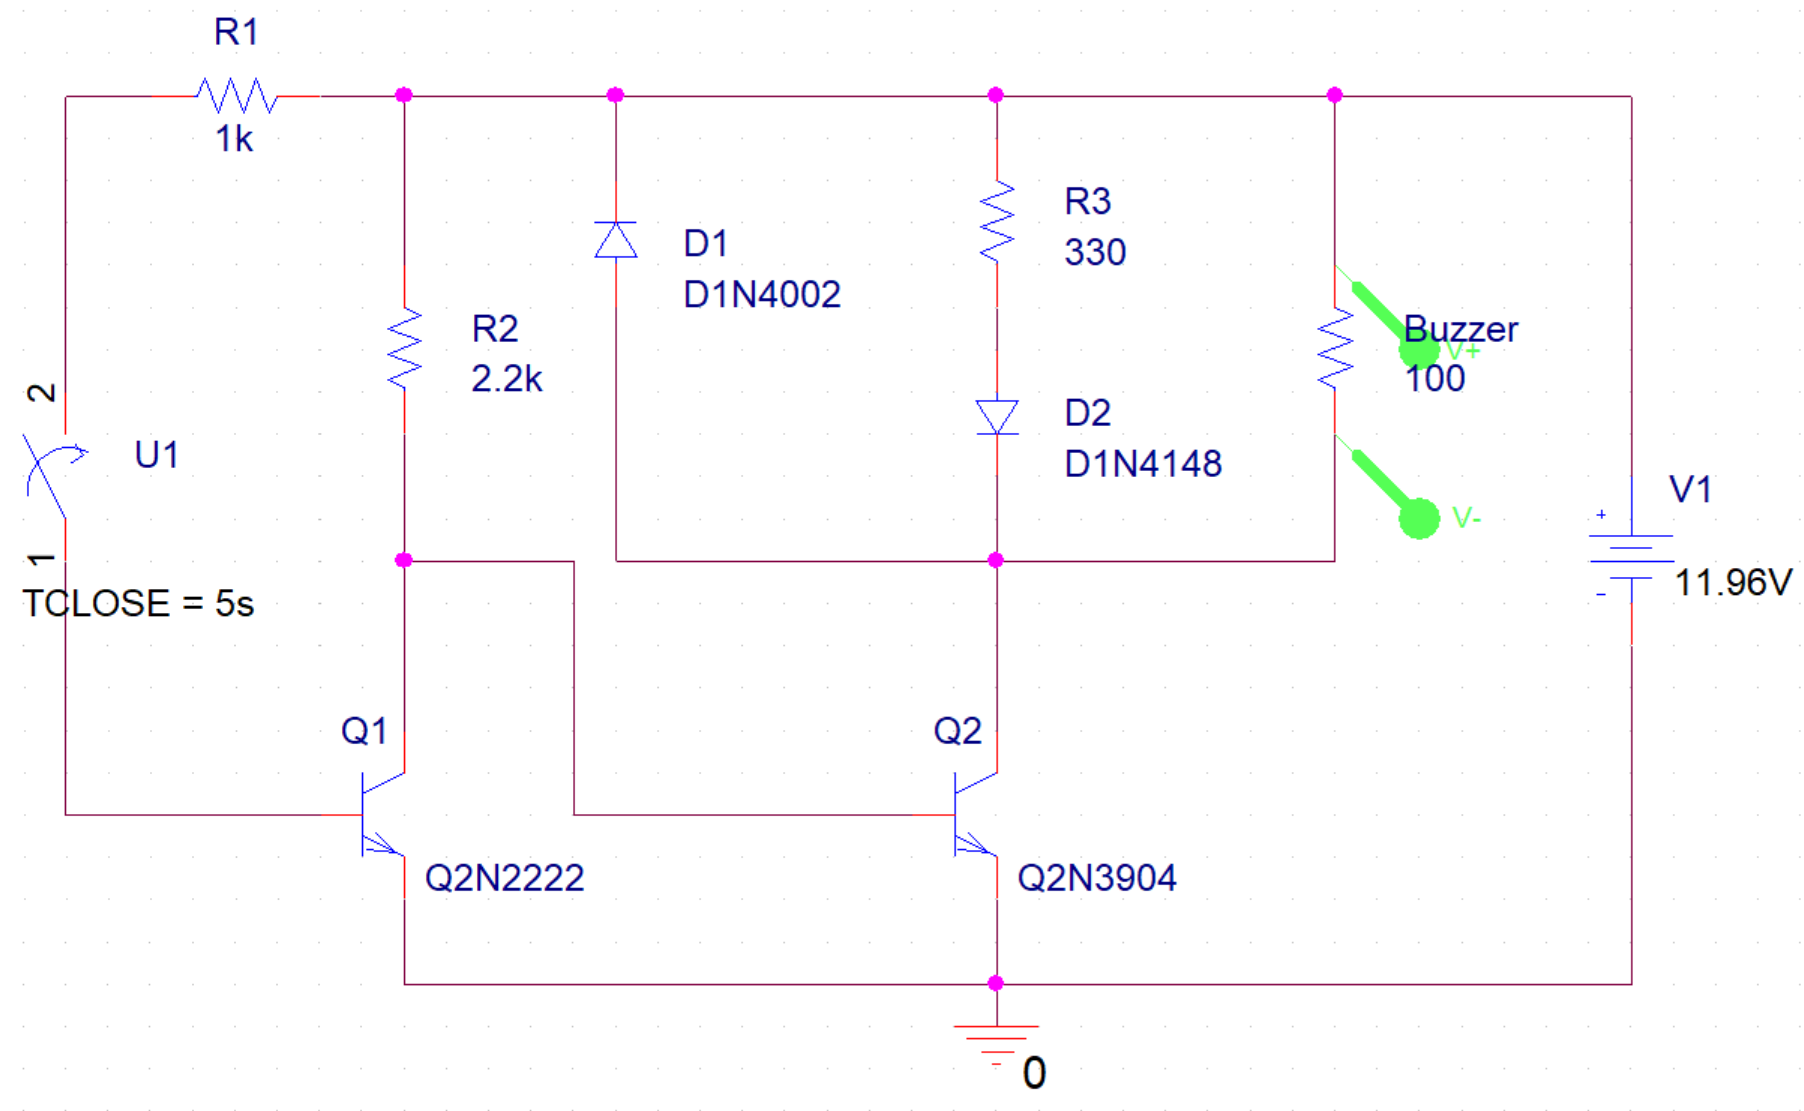 R1
1k
R2
2.2k
D1
D1N4002
R3
330
D2
D1N4148
Buzzer
100
V+
V-
V1
+
-
11.96V
2
U1
1
TCLOSE = 5s
Q1
Q2N2222
Q2
Q2N3904
0